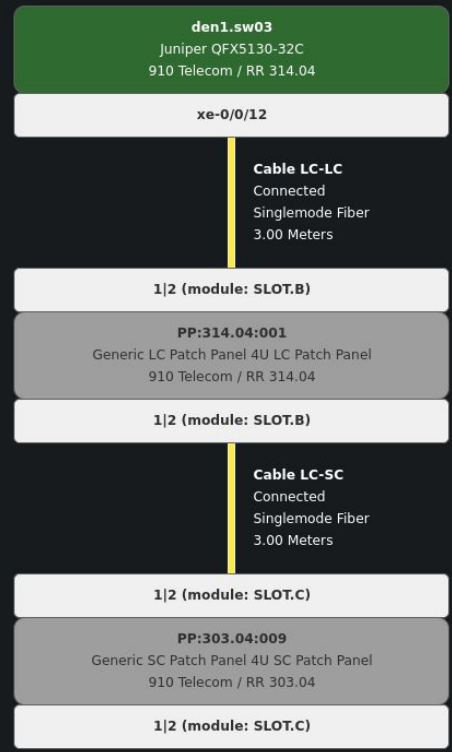 den1.sw03
Juniper QFX5130-32C
910 Telecom / RR 314.04
xe-0/0/12
Cable LC-LC
Connected
Singlemode Fiber
3.00 Meters
1|2 (module: SLOT.B)
PP:314.04:001
Generic LC Patch Panel 4U LC Patch Panel
910 Telecom / RR 314.04
1|2 (module: SLOT.B)
Cable LC-SC
Connected
Singlemode Fiber
3.00 Meters
1|2 (module: SLOT.C)
PP:303.04:009
Generic SC Patch Panel 4U SC Patch Panel
910 Telecom / RR 303.04
1|2 (module: SLOT.C)